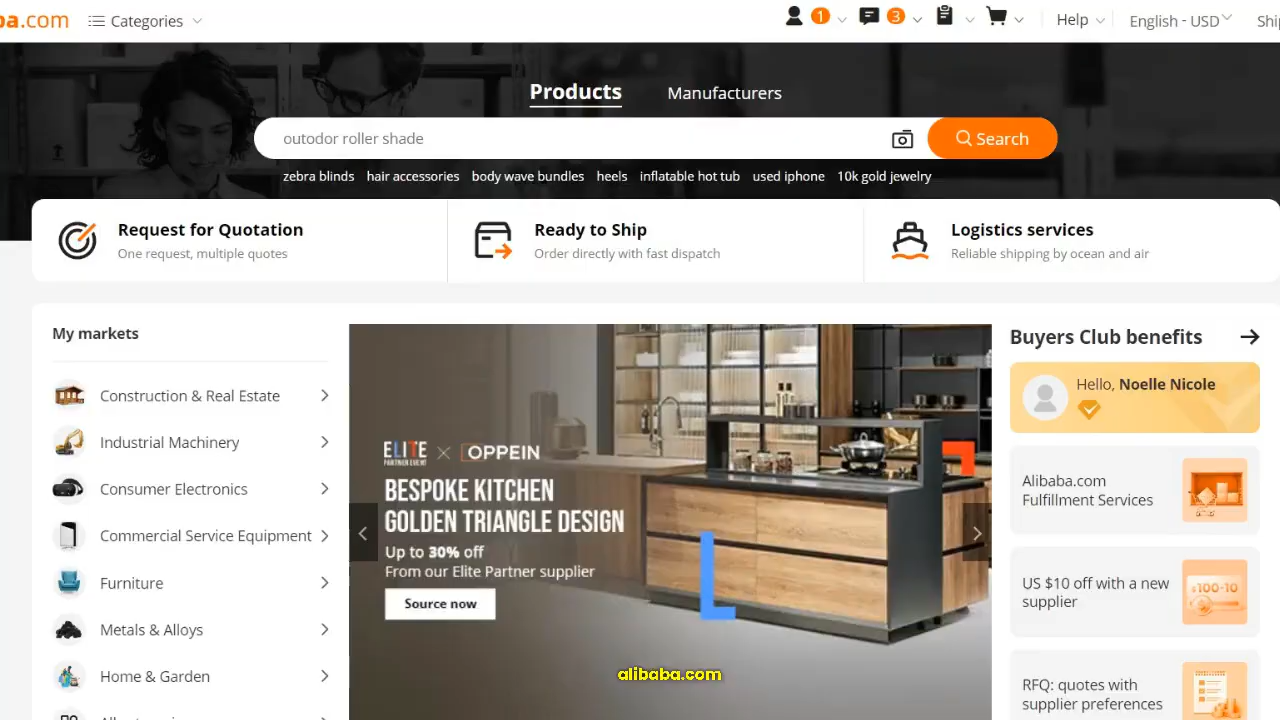 ba.com
Categories
1
3
Help
English - USD
Products
Manufacturers
outodor roller shade
Search
zebra blinds hair accessories body wave bundles heels inflatable hot tub used iphone 10k gold jewelry
Request for Quotation
One request, multiple quotes
Ready to Ship
Order directly with fast dispatch
Logistics services
Reliable shipping by ocean and air
My markets
Construction & Real Estate
Industrial Machinery
Consumer Electronics
Commercial Service Equipment
Furniture
Metals & Alloys
Home & Garden
ELITE
PARTNER EVENT
OPPEIN
BESPOKE KITCHEN
GOLDEN TRIANGLE DESIGN
Up to 30% off
From our Elite Partner supplier
Source now
alibaba.com
Buyers Club benefits
Hello, Noelle Nicole
Alibaba.com
Fulfillment Services
US $10 off with a new
supplier
$100-10
RFQ: quotes with
supplier preferences